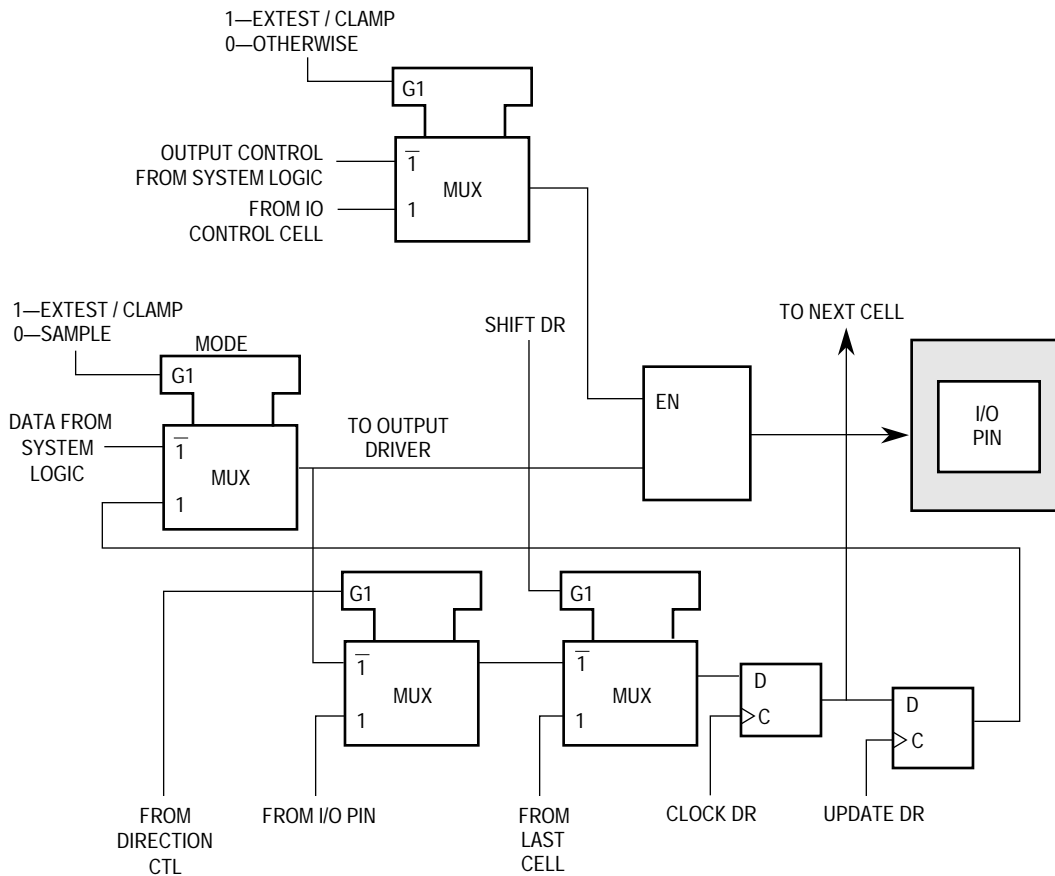 1—EXTEST / CLAMP
0—OTHERWISE
G1
OUTPUT CONTROL
FROM SYSTEM LOGIC
1
MUX
FROM IO
CONTROL CELL
1
1—EXTEST / CLAMP
0—SAMPLE
MODE
G1
DATA FROM
SYSTEM
LOGIC
1
MUX
1
TO OUTPUT
DRIVER
SHIFT DR
TO NEXT CELL
EN
I/O
PIN
G1
1
MUX
1
G1
1
MUX
1
D
C
D
C
FROM
DIRECTION
CTL
FROM I/O PIN
FROM
LAST
CELL
CLOCK DR
UPDATE DR